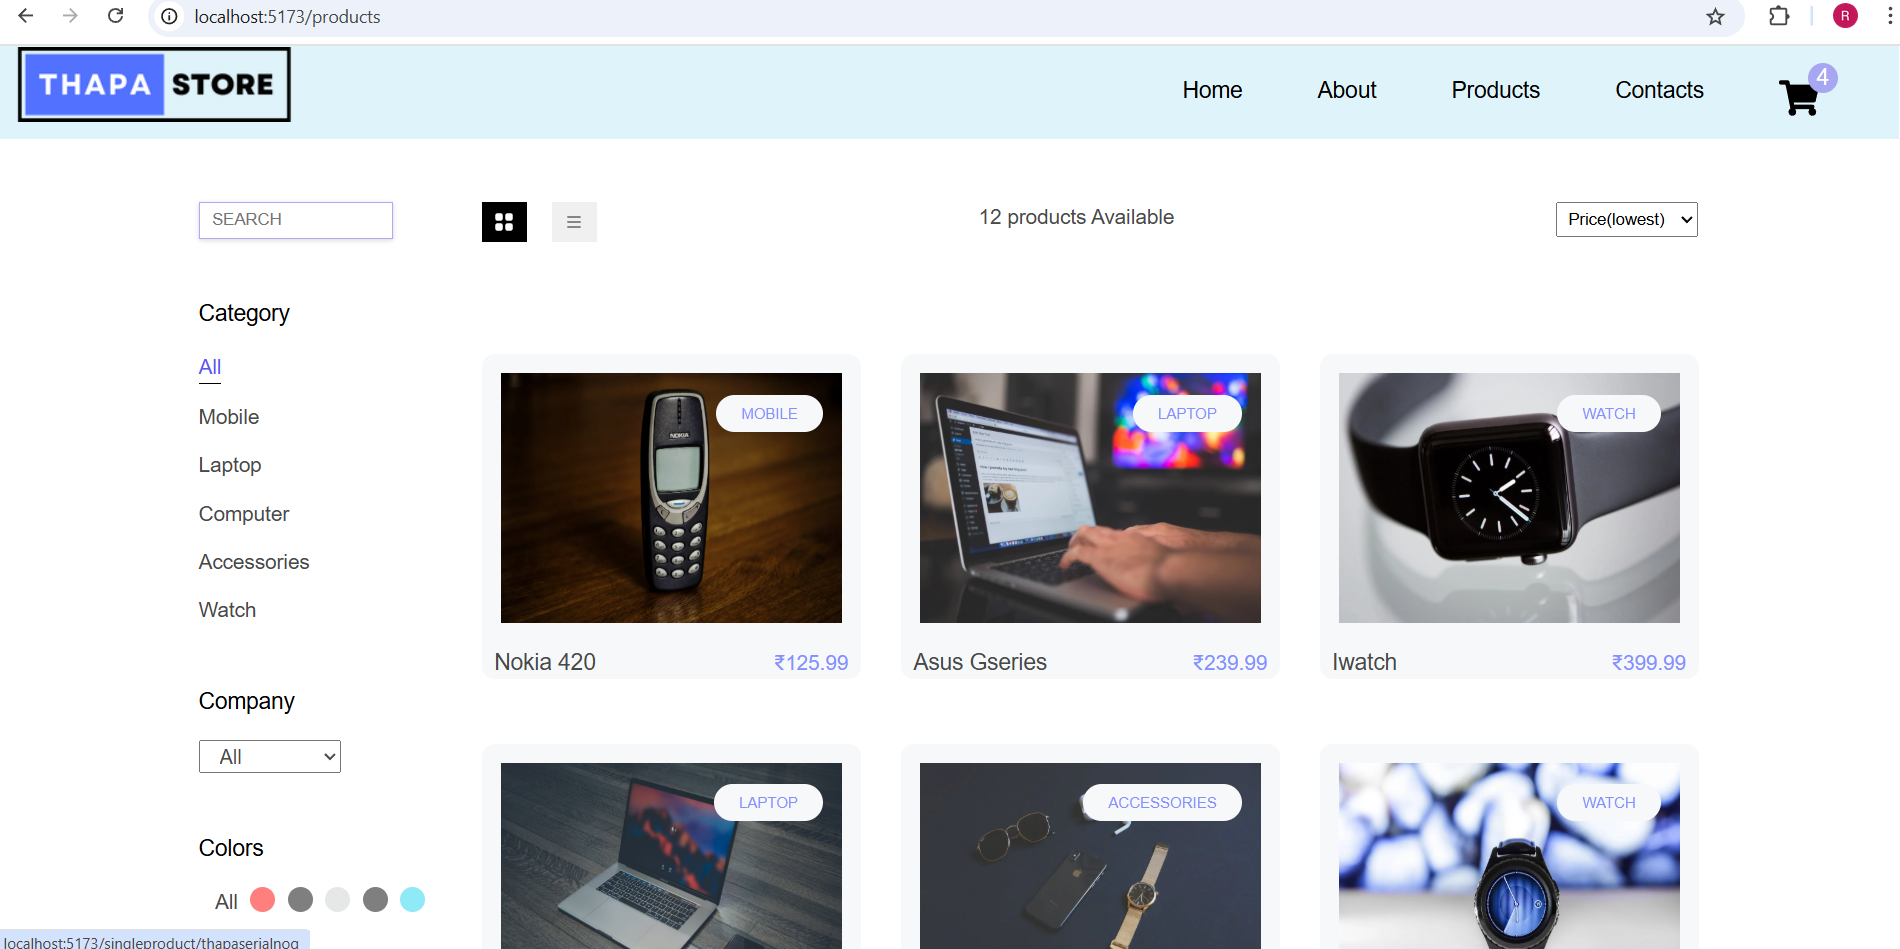 localhost:5173/products
R
THAPA STORE
Home About Products Contacts
4
SEARCH
12 products Available
Price(lowest)
Category
All
Mobile
Laptop
Computer
Accessories
Watch
Company
All
Colors
All
MOBILE
NOKIA
Nokia 420 ₹125.99
LAPTOP
Asus Gseries ₹239.99
WATCH
Iwatch ₹399.99
LAPTOP
ACCESSORIES
WATCH
localhost:5173/singleproduct/thapaserialnog